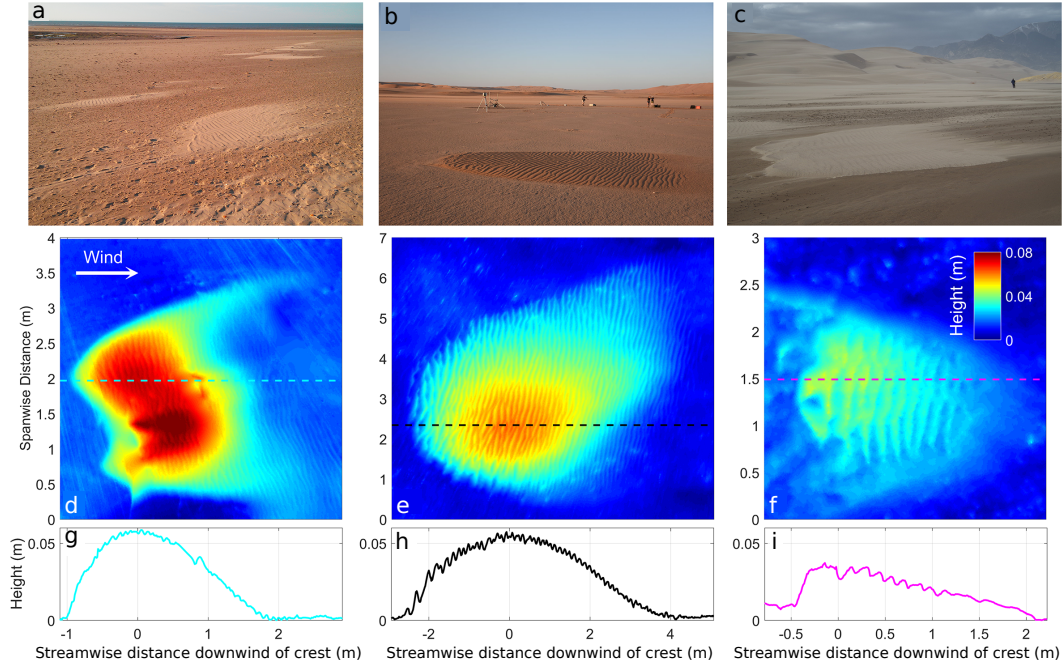 a
b
c
4
3.5
3
2.5
2
1.5
1
0.5
0
Spanwise Distance (m)
Wind
d
7
6
5
4
3
2
1
0
e
3
2.5
2
1.5
1
0.5
0
Height (m)
0.08
0.04
0
f
g
Height (m)
0.05
0
-1 0 1 2
Streamwise distance downwind of crest (m)
h
0.05
0
-2 0 2 4
Streamwise distance downwind of crest (m)
i
0.05
0
-0.5 0 0.5 1 1.5 2
Streamwise distance downwind of crest (m)